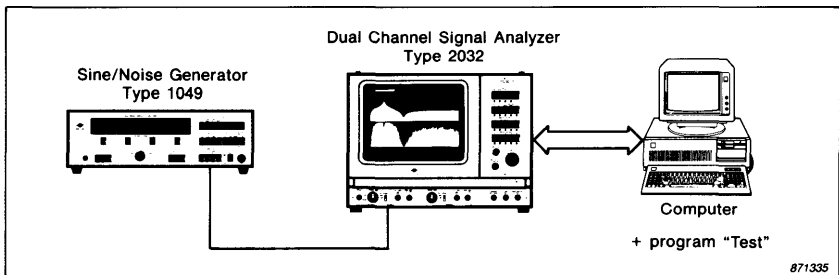 Dual Channel Signal Analyzer
Type 2032
Sine/Noise Generator
Type 1049
Computer
+ program "Test"
871335